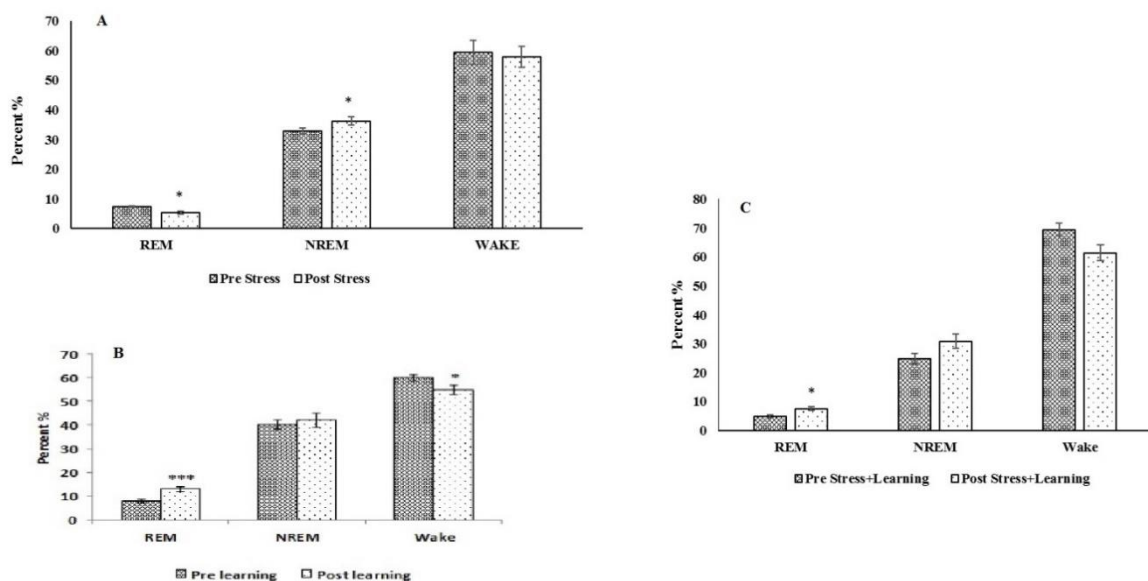 A
Percent %
70
60
50
40
30
20
10
0
*
*
REM NREM WAKE
Pre Stress Post Stress
B
Percent %
70
60
50
40
30
20
10
0
***
*
REM NREM Wake
Pre learning Post learning
C
Percent %
80
70
60
50
40
30
20
10
0
*
REM NREM Wake
Pre Stress+Learning Post Stress+Learning